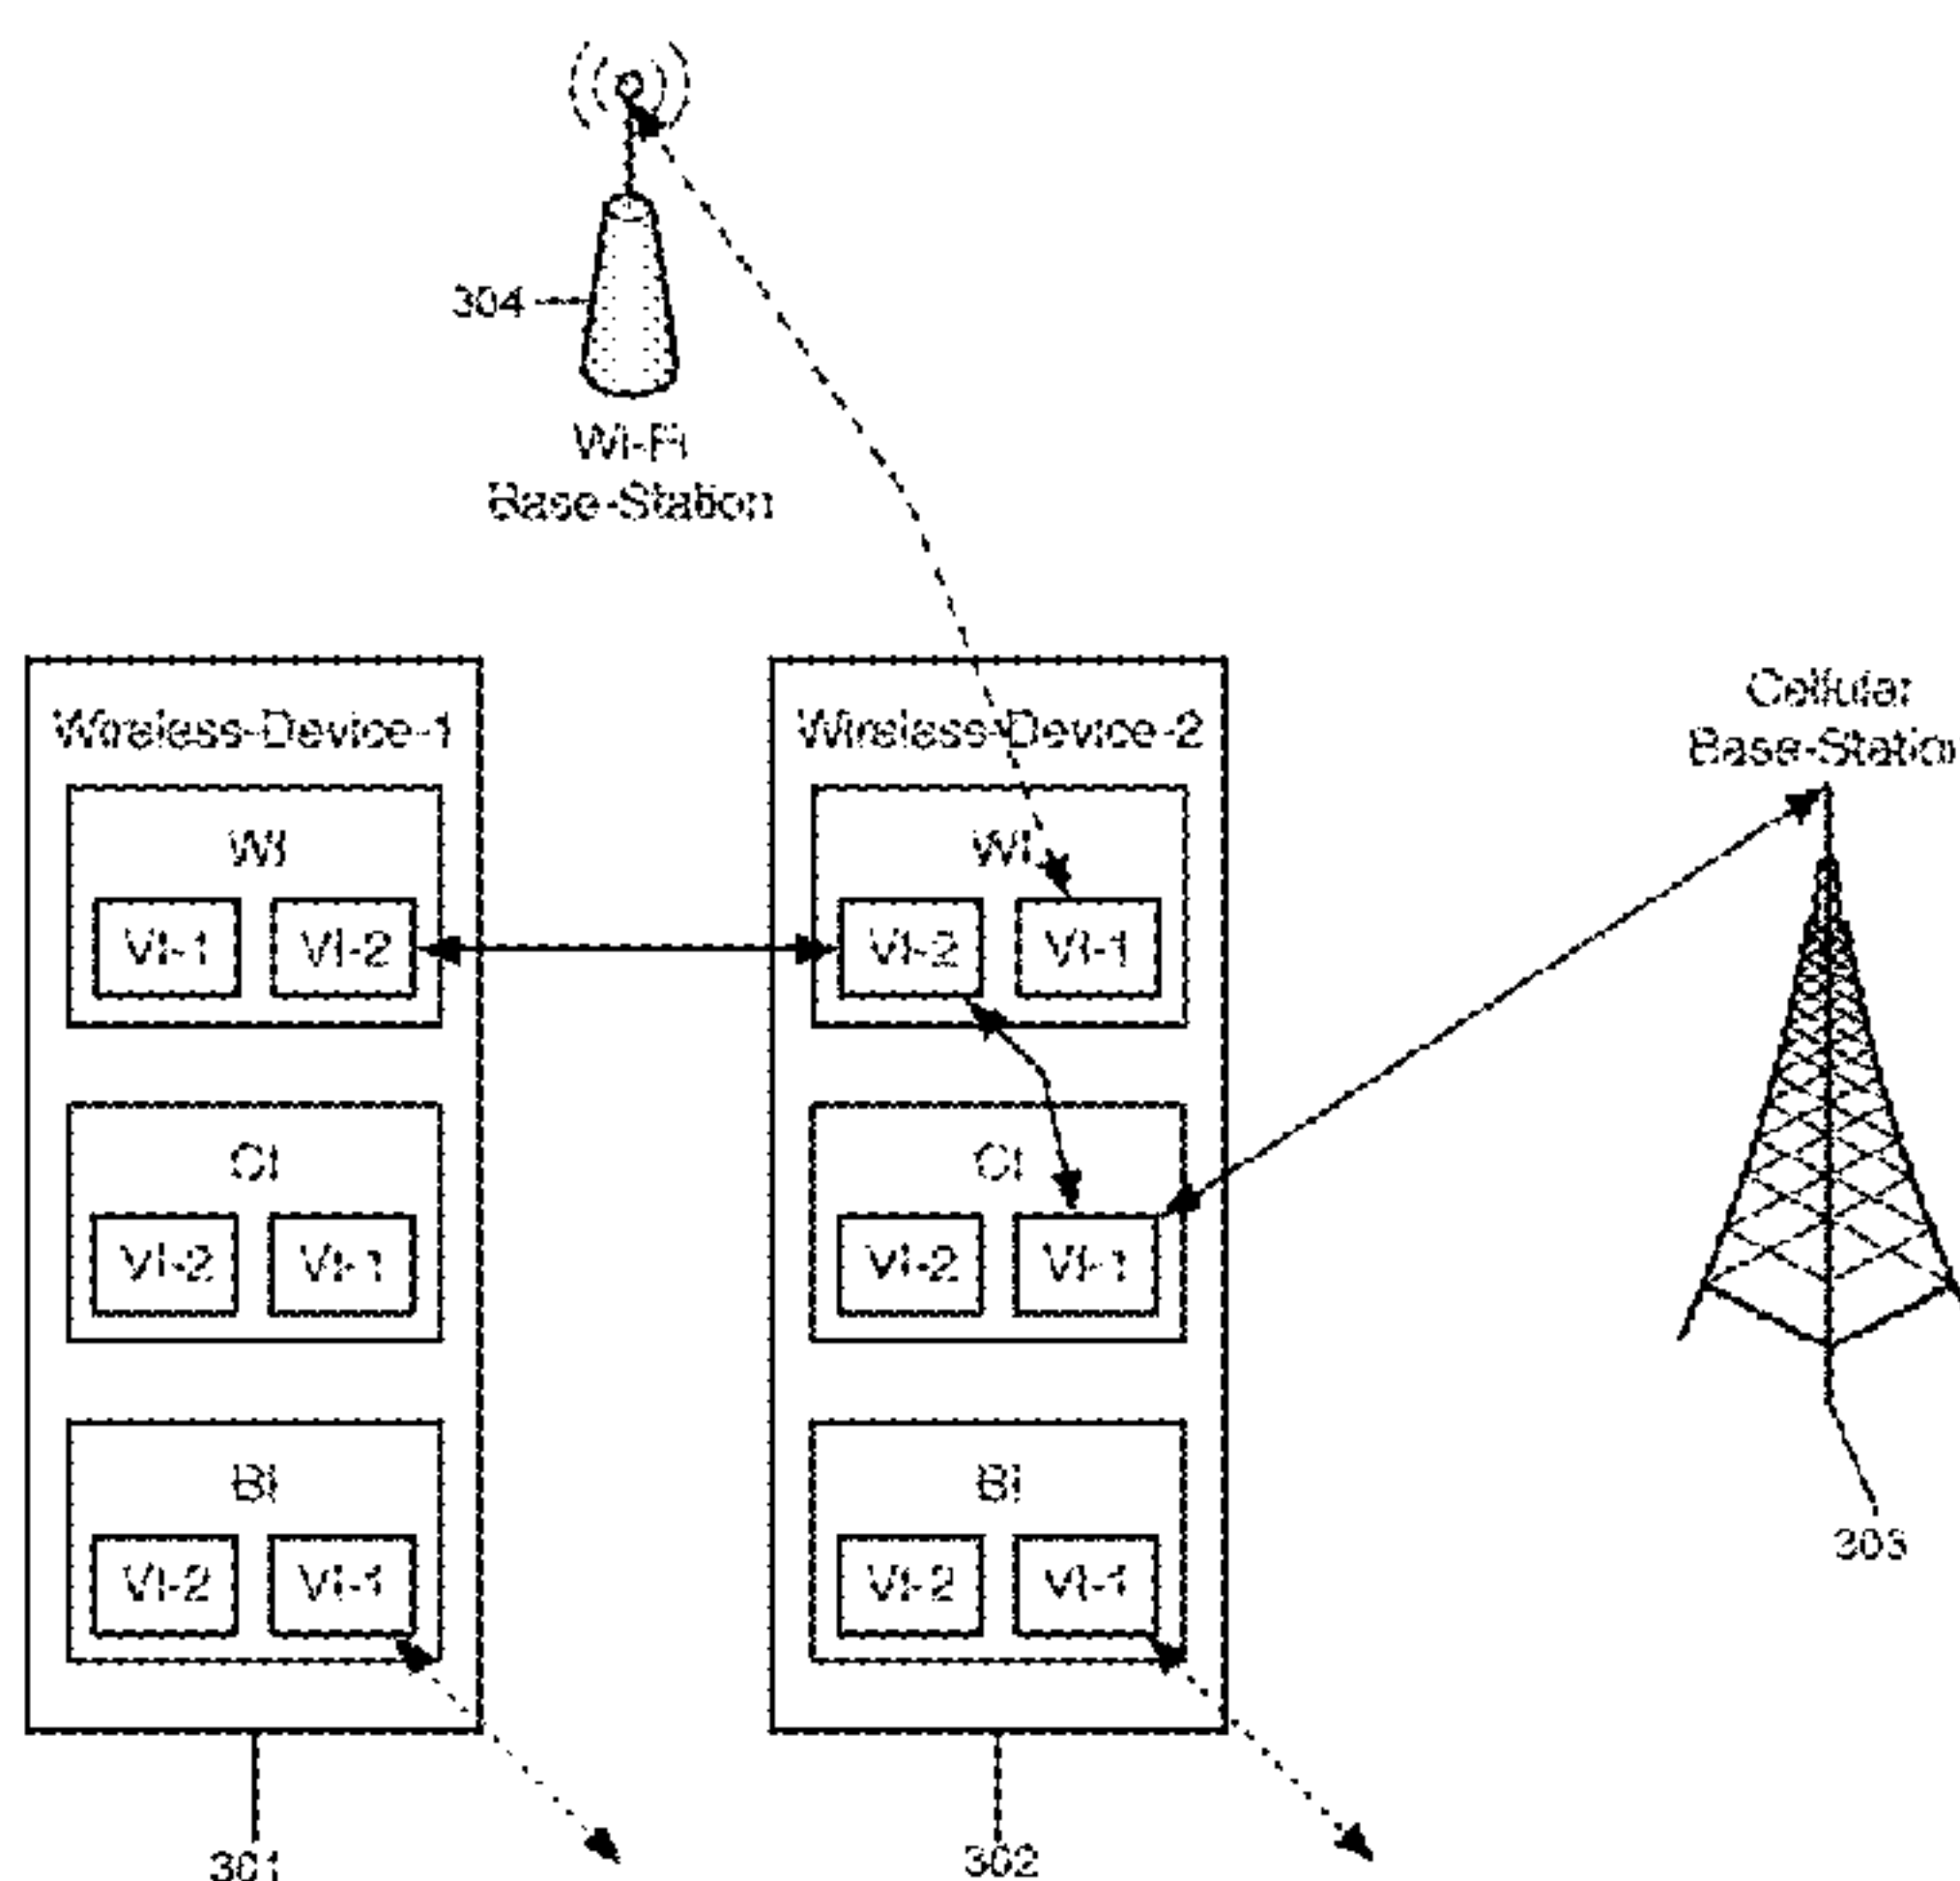 304
Wi-Fi
Base-Station
Wireless-Device-1
WI
VI-1 VI-2
CI
VI-2 VI-1
BI
VI-2 VI-1
301
Wireless-Device-2
WI
VI-2 VI-1
CI
VI-2 VI-1
BI
VI-2 VI-1
302
Cellular
Base-Station
303